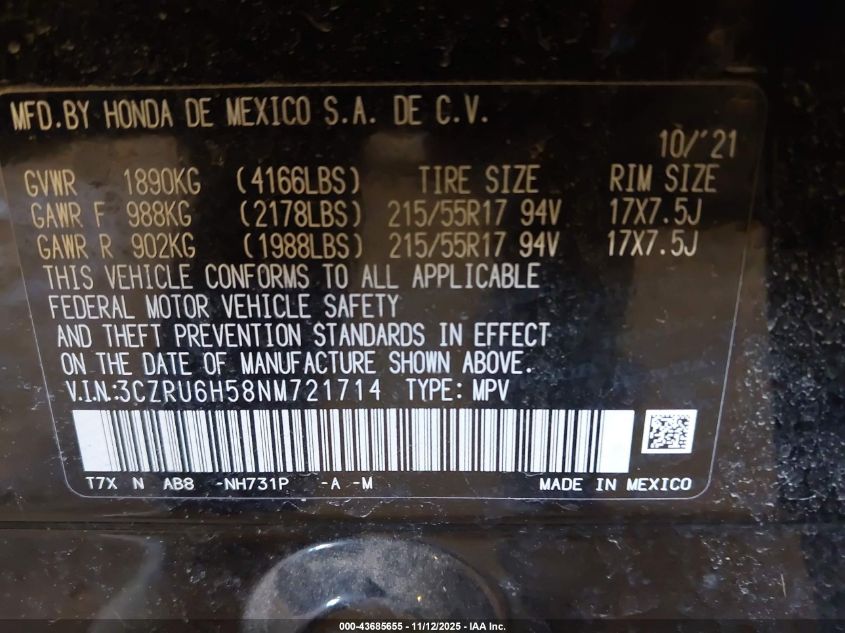 MFD.BY HONDA DE MEXICO S.A. DE C.V.
10/'21
GVWR 1890KG (4166LBS) TIRE SIZE RIM SIZE
GAWR F 988KG (2178LBS) 215/55R17 94V 17X7.5J
GAWR R 902KG (1988LBS) 215/55R17 94V 17X7.5J
THIS VEHICLE CONFORMS TO ALL APPLICABLE
FEDERAL MOTOR VEHICLE SAFETY
AND THEFT PREVENTION STANDARDS IN EFFECT
ON THE DATE OF MANUFACTURE SHOWN ABOVE.
V.I.N.:3CZRU6H58NM721714 TYPE: MPV
T7X N AB8 -NH731P -A -M MADE IN MEXICO
000-43685655 - 11/12/2025 - IAA Inc.